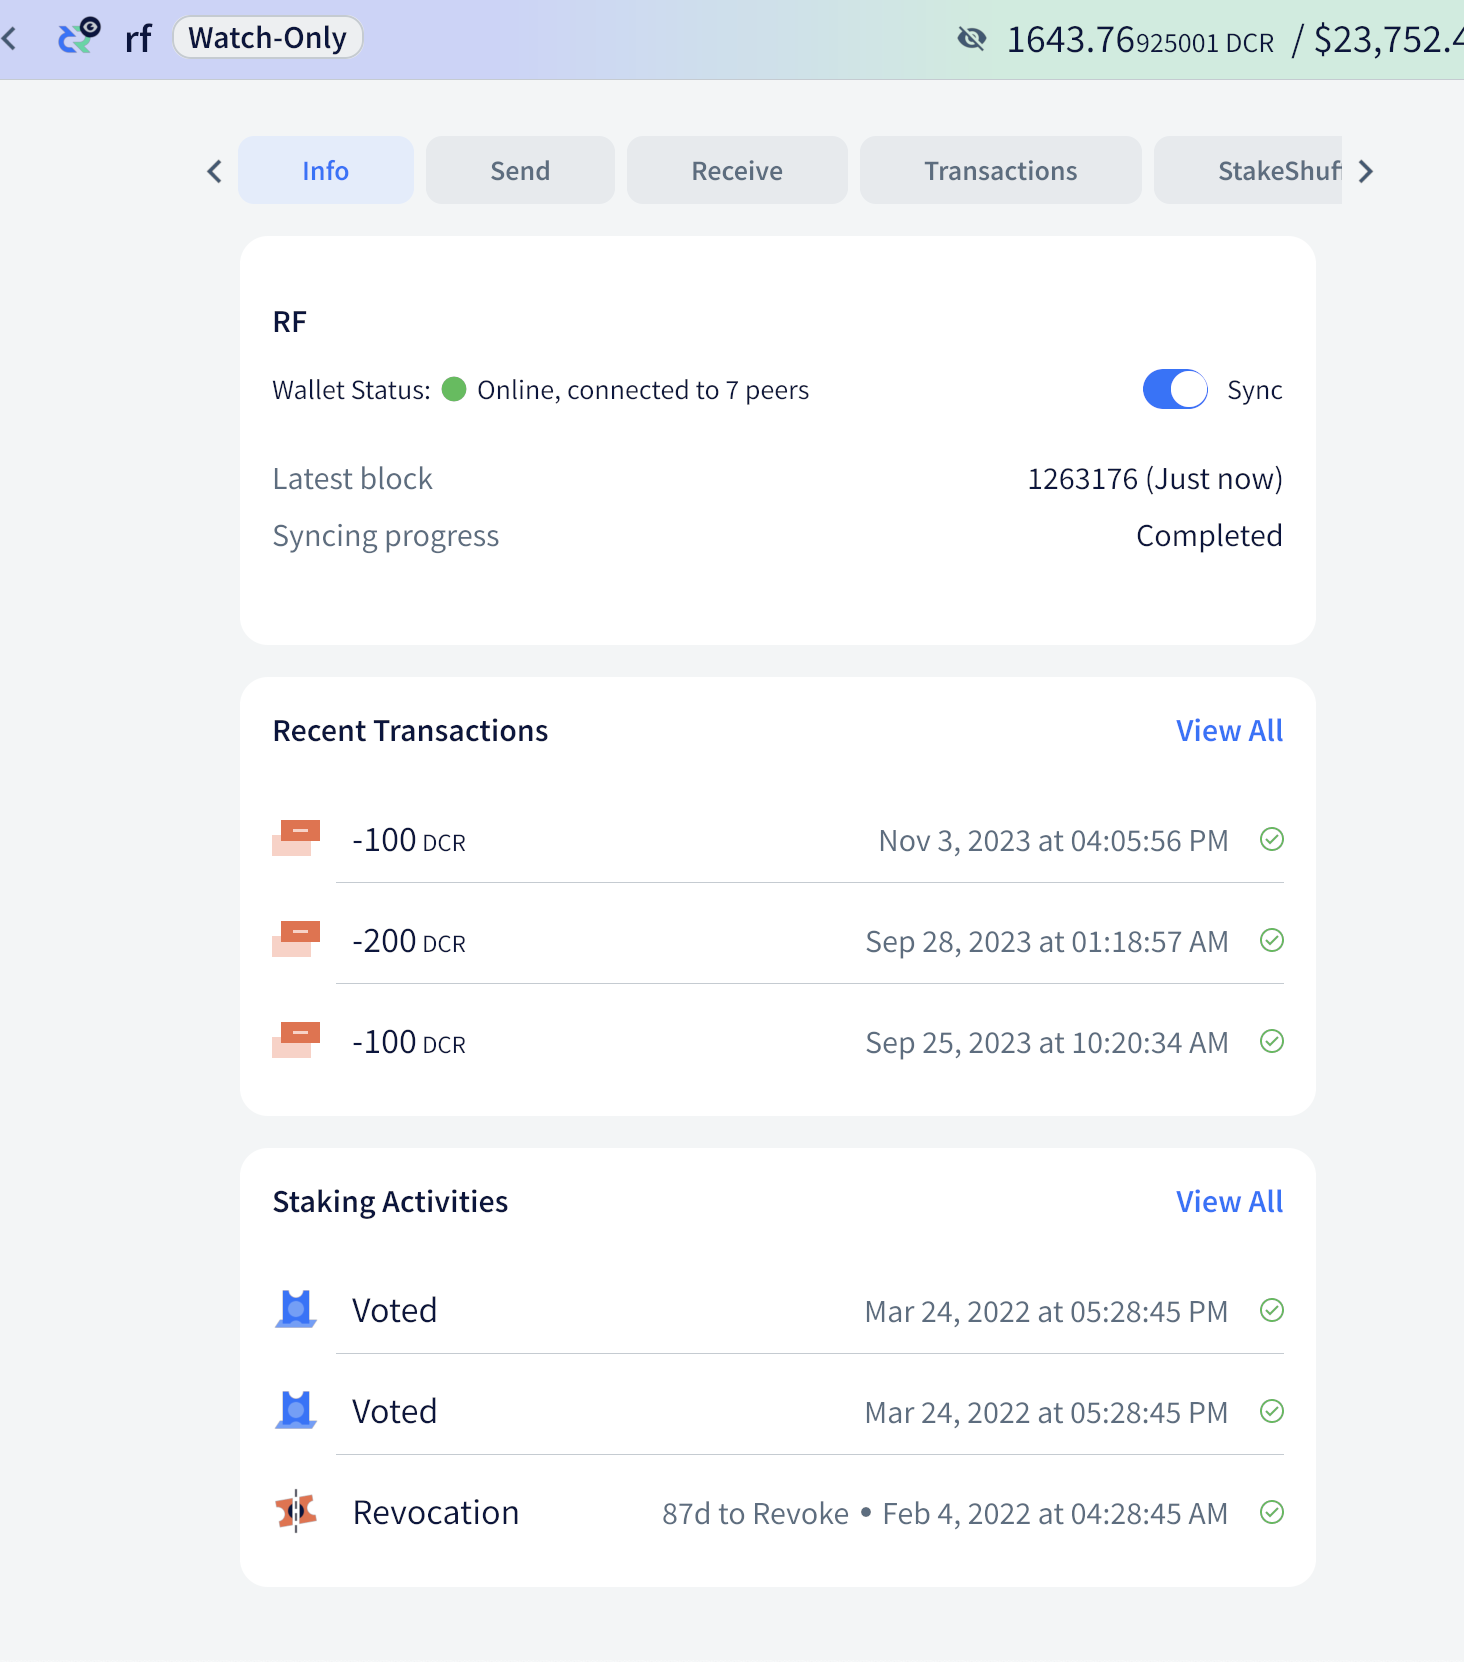 rf Watch-Only 1643.76925001 DCR / $23,752.4
Info Send Receive Transactions StakeShuf
RF
Wallet Status: Online, connected to 7 peers Sync
Latest block 1263176 (Just now)
Syncing progress Completed
Recent Transactions View All
-100 DCR Nov 3, 2023 at 04:05:56 PM
-200 DCR Sep 28, 2023 at 01:18:57 AM
-100 DCR Sep 25, 2023 at 10:20:34 AM
Staking Activities View All
Voted Mar 24, 2022 at 05:28:45 PM
Voted Mar 24, 2022 at 05:28:45 PM
Revocation 87d to Revoke • Feb 4, 2022 at 04:28:45 AM